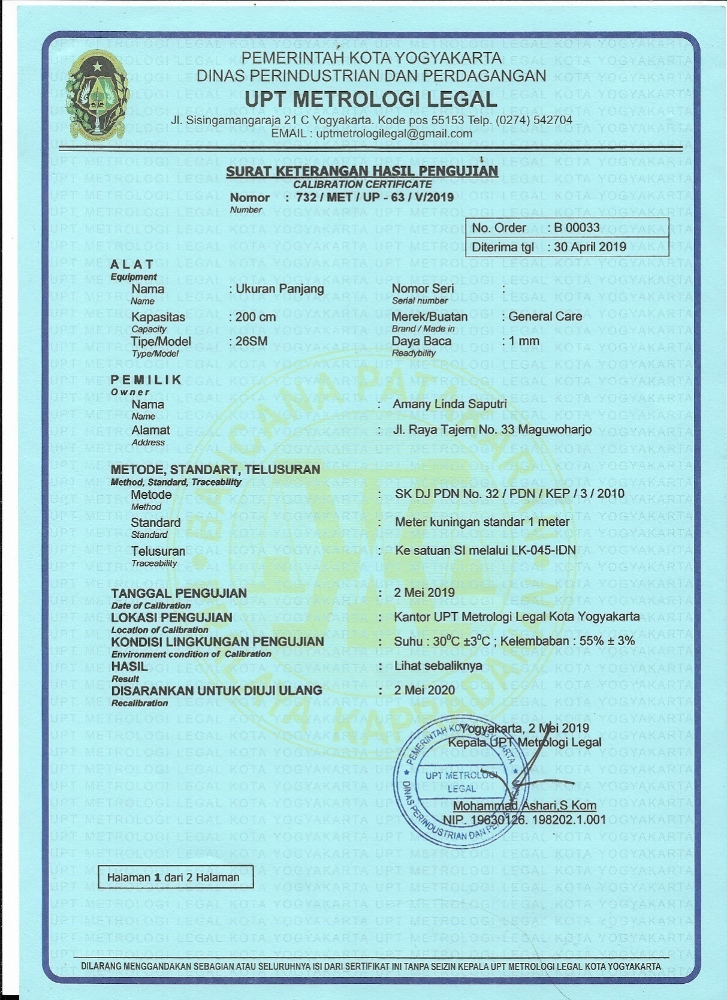 PEMERINTAH KOTA YOGYAKARTA
DINAS PERINDUSTRIAN DAN PERDAGANGAN
UPT METROLOGI LEGAL
Jl. Sisingamangaraja 21 C Yogyakarta. Kode pos 55153 Telp. (0274) 542704
EMAIL : uptmetrologilegal@gmail.com
SURAT KETERANGAN HASIL PENGUJIAN
CALIBRATION CERTIFICATE
Nomor : 732 / MET / UP - 63 / V/2019
Number
No. Order : B 00033
Diterima tgl : 30 April 2019
ALAT
Equipment
Nama : Ukuran Panjang Nomor Seri :
Name Serial number
Kapasitas : 200 cm Merek/Buatan : General Care
Capacity Brand / Made in
Tipe/Model : 26SM Daya Baca : 1 mm
Type/Model Readybility
PEMILIK
Owner
Nama : Amany Linda Saputri
Name
Alamat : Jl. Raya Tajem No. 33 Maguwoharjo
Address
METODE, STANDART, TELUSURAN
Method, Standard, Traceability
Metode : SK DJ PDN No. 32 / PDN / KEP / 3 / 2010
Method
Standard : Meter kuningan standar 1 meter
Standard
Telusuran : Ke satuan SI melalui LK-045-IDN
Traceability
TANGGAL PENGUJIAN : 2 Mei 2019
Date of Calibration
LOKASI PENGUJIAN : Kantor UPT Metrologi Legal Kota Yogyakarta
Location of Calibration
KONDISI LINGKUNGAN PENGUJIAN : Suhu : 30⁰C ±3⁰C ; Kelembaban : 55% ± 3%
Environment condition of Calibration
HASIL : Lihat sebaliknya
Result
DISARANKAN UNTUK DIUJI ULANG : 2 Mei 2020
Recalibration
Yogyakarta, 2 Mei 2019
Kepala UPT Metrologi Legal
PEMERINTAH KOTA YOGYAKARTA
UPT METROLOGI
LEGAL
DINAS PERINDUSTRIAN DAN PERDAGANGAN
Mohammad Ashari,S Kom
NIP. 19630126. 198202.1.001
Halaman 1 dari 2 Halaman
DILARANG MENGGANDAKAN SEBAGIAN ATAU SELURUHNYA ISI DARI SERTIFIKAT INI TANPA SEIZIN KEPALA UPT METROLOGI LEGAL KOTA YOGYAKARTA